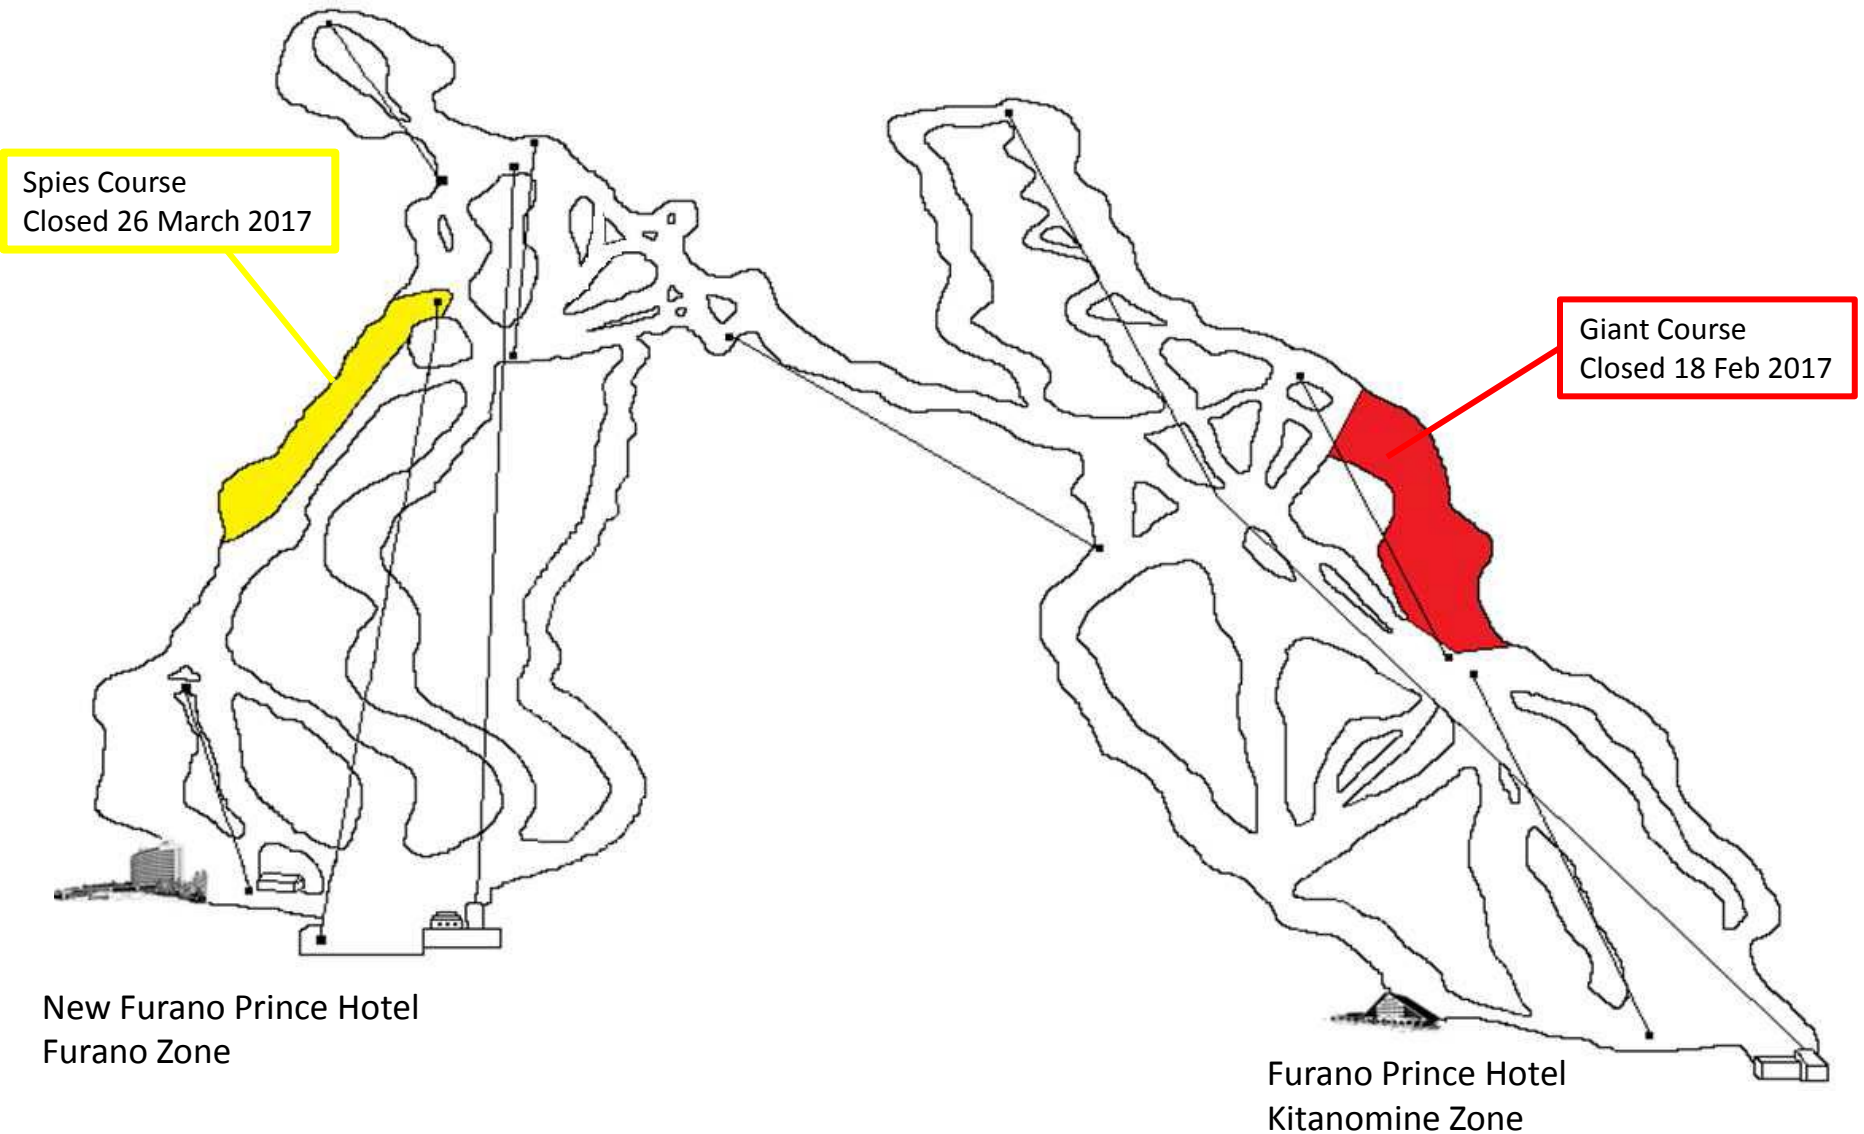 Spies Course
Closed 26 March 2017
Giant Course
Closed 18 Feb 2017
New Furano Prince Hotel
Furano Zone
Furano Prince Hotel
Kitanomine Zone